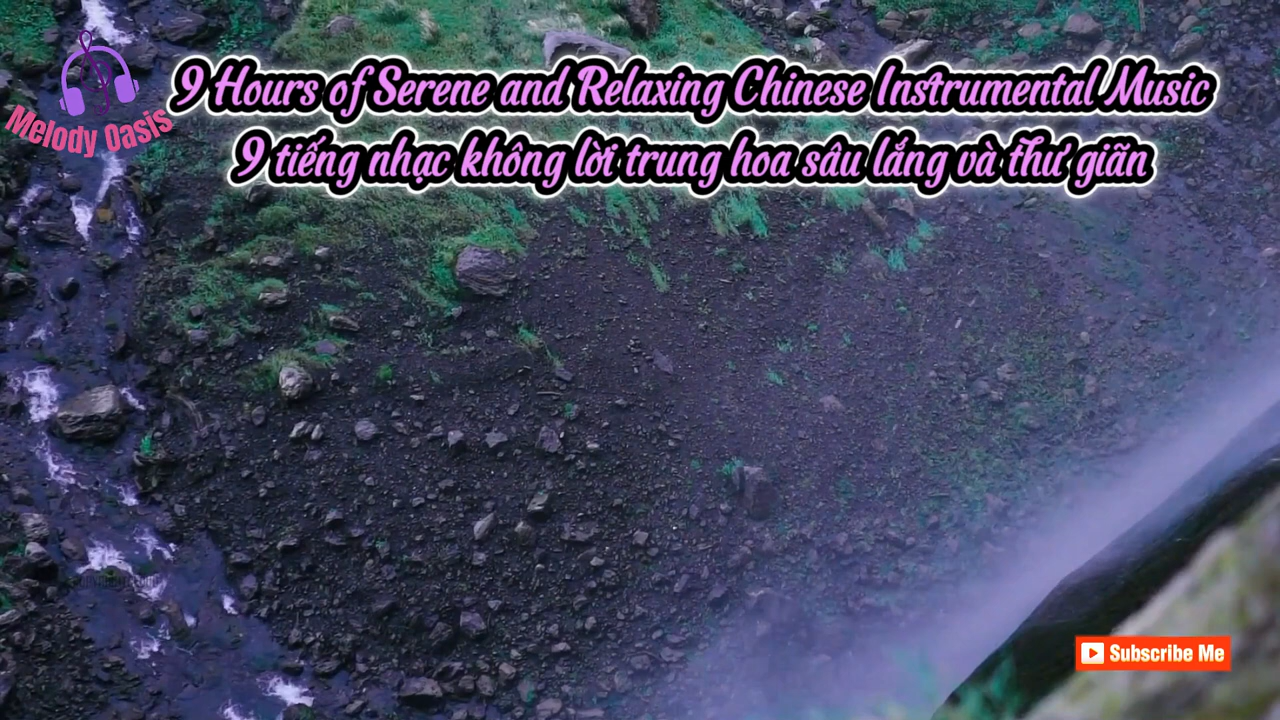 9 Hours of Serene and Relaxing Chinese Instrumental Music
9 tiếng nhạc không lời trung hoa sâu lắng và thư giãn
Melody Oasis
Subscribe Me